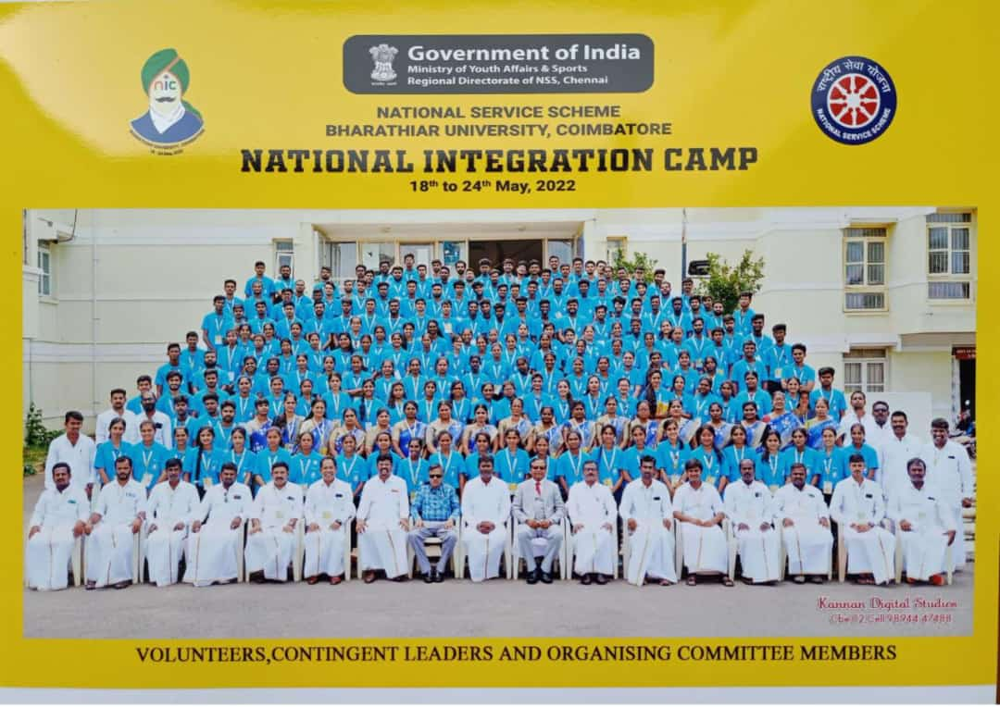 Government of India
Ministry of Youth Affairs & Sports
Regional Directorate of NSS, Chennai
nic
राष्ट्रीय सेवा योजना
NATIONAL SERVICE SCHEME
NATIONAL SERVICE SCHEME
BHARATHIAR UNIVERSITY, COIMBATORE
NATIONAL INTEGRATION CAMP
18th to 24th May, 2022
Kannan Digital Studios
Cbe-12,Cell:98944 47488
VOLUNTEERS,CONTINGENT LEADERS AND ORGANISING COMMITTEE MEMBERS